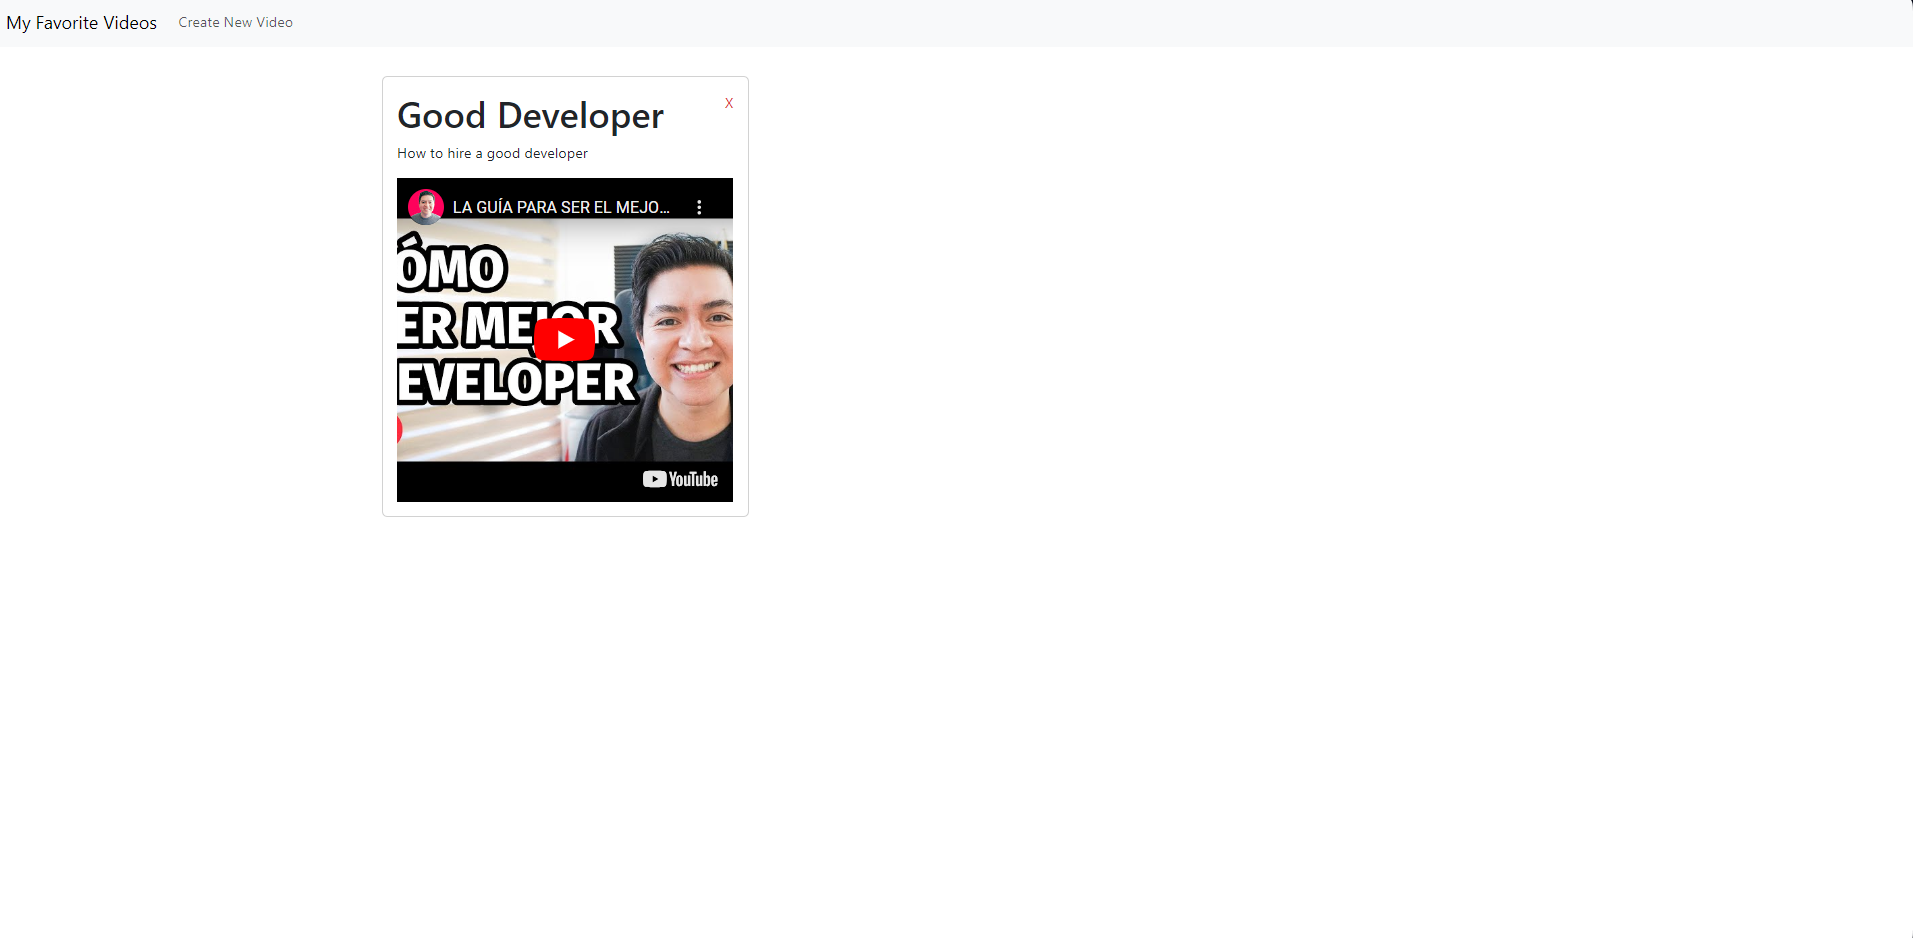 My Favorite Videos Create New Video
Good Developer X
How to hire a good developer
LA GUÍA PARA SER EL MEJO...
ÓMO
ER MEJOR
EVELOPER
YouTube